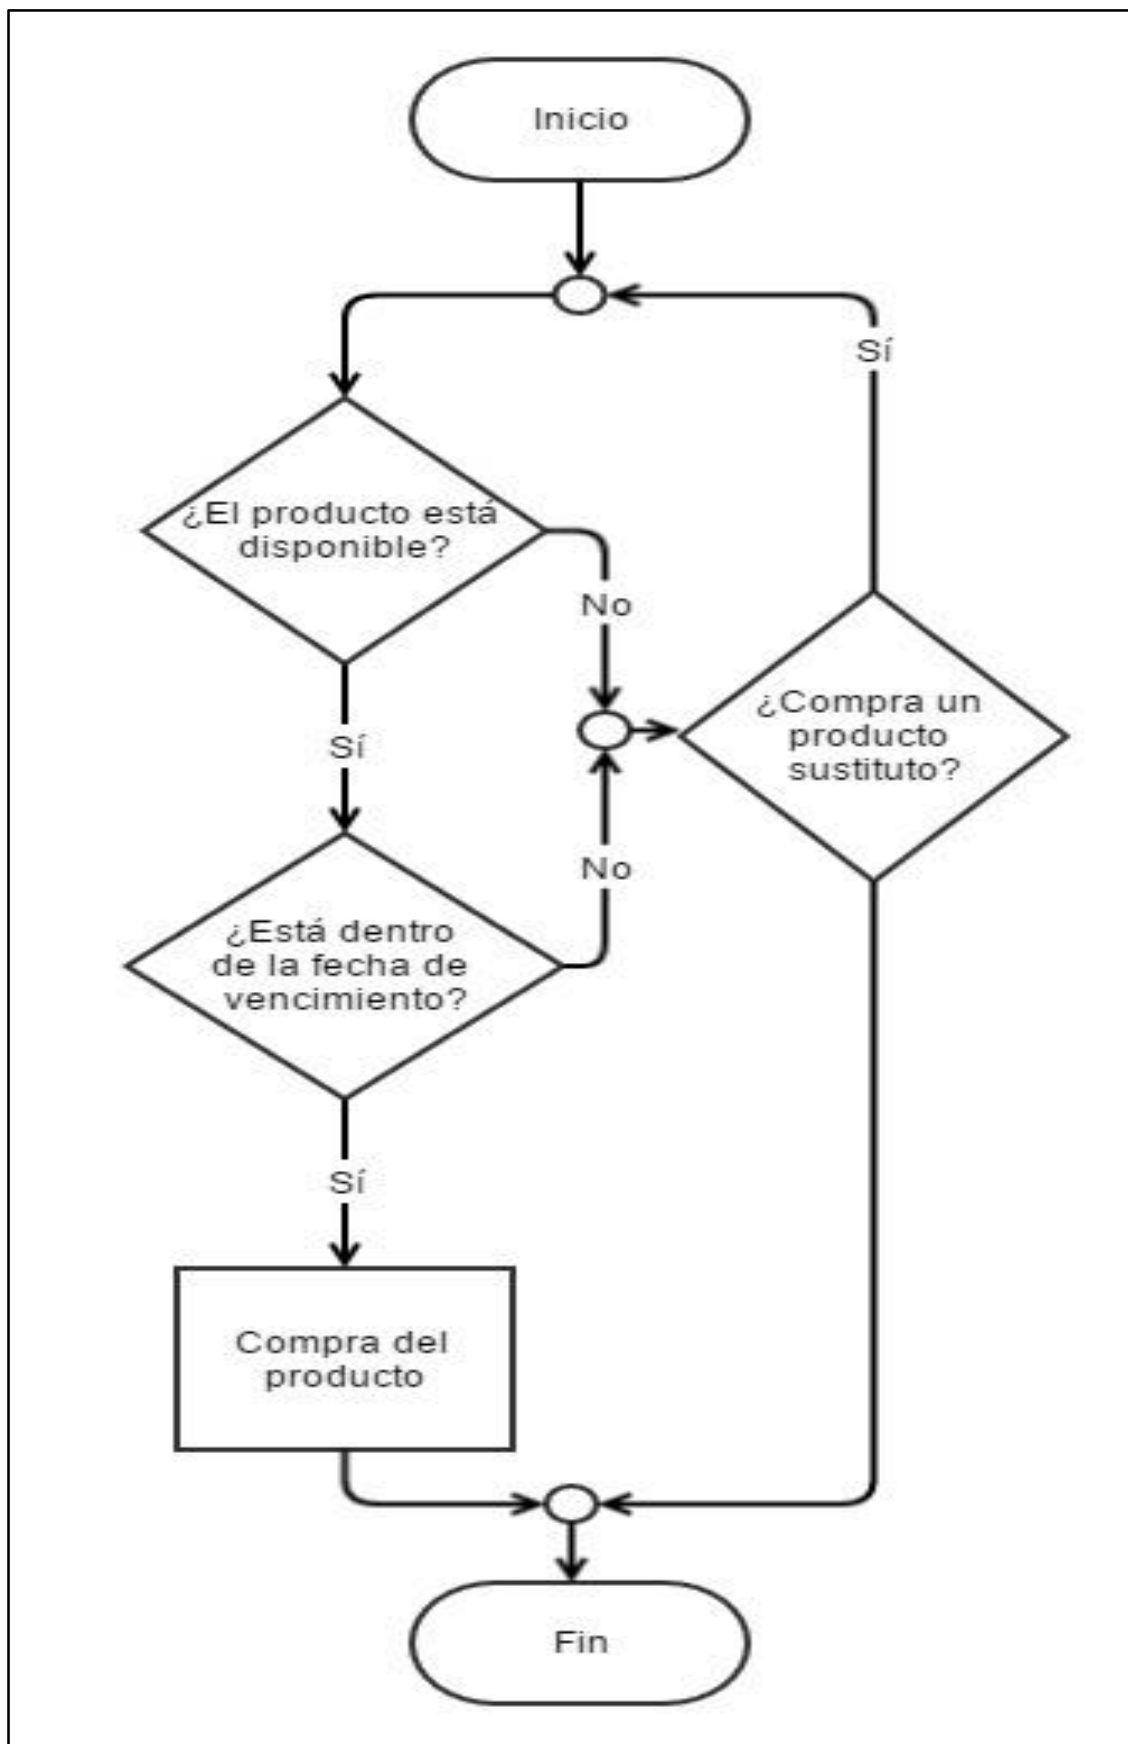 Inicio
Sí
¿El producto está
disponible?
No
¿Compra un
producto
sustituto?
Sí
No
¿Está dentro
de la fecha de
vencimiento?
Sí
Compra del
producto
Fin